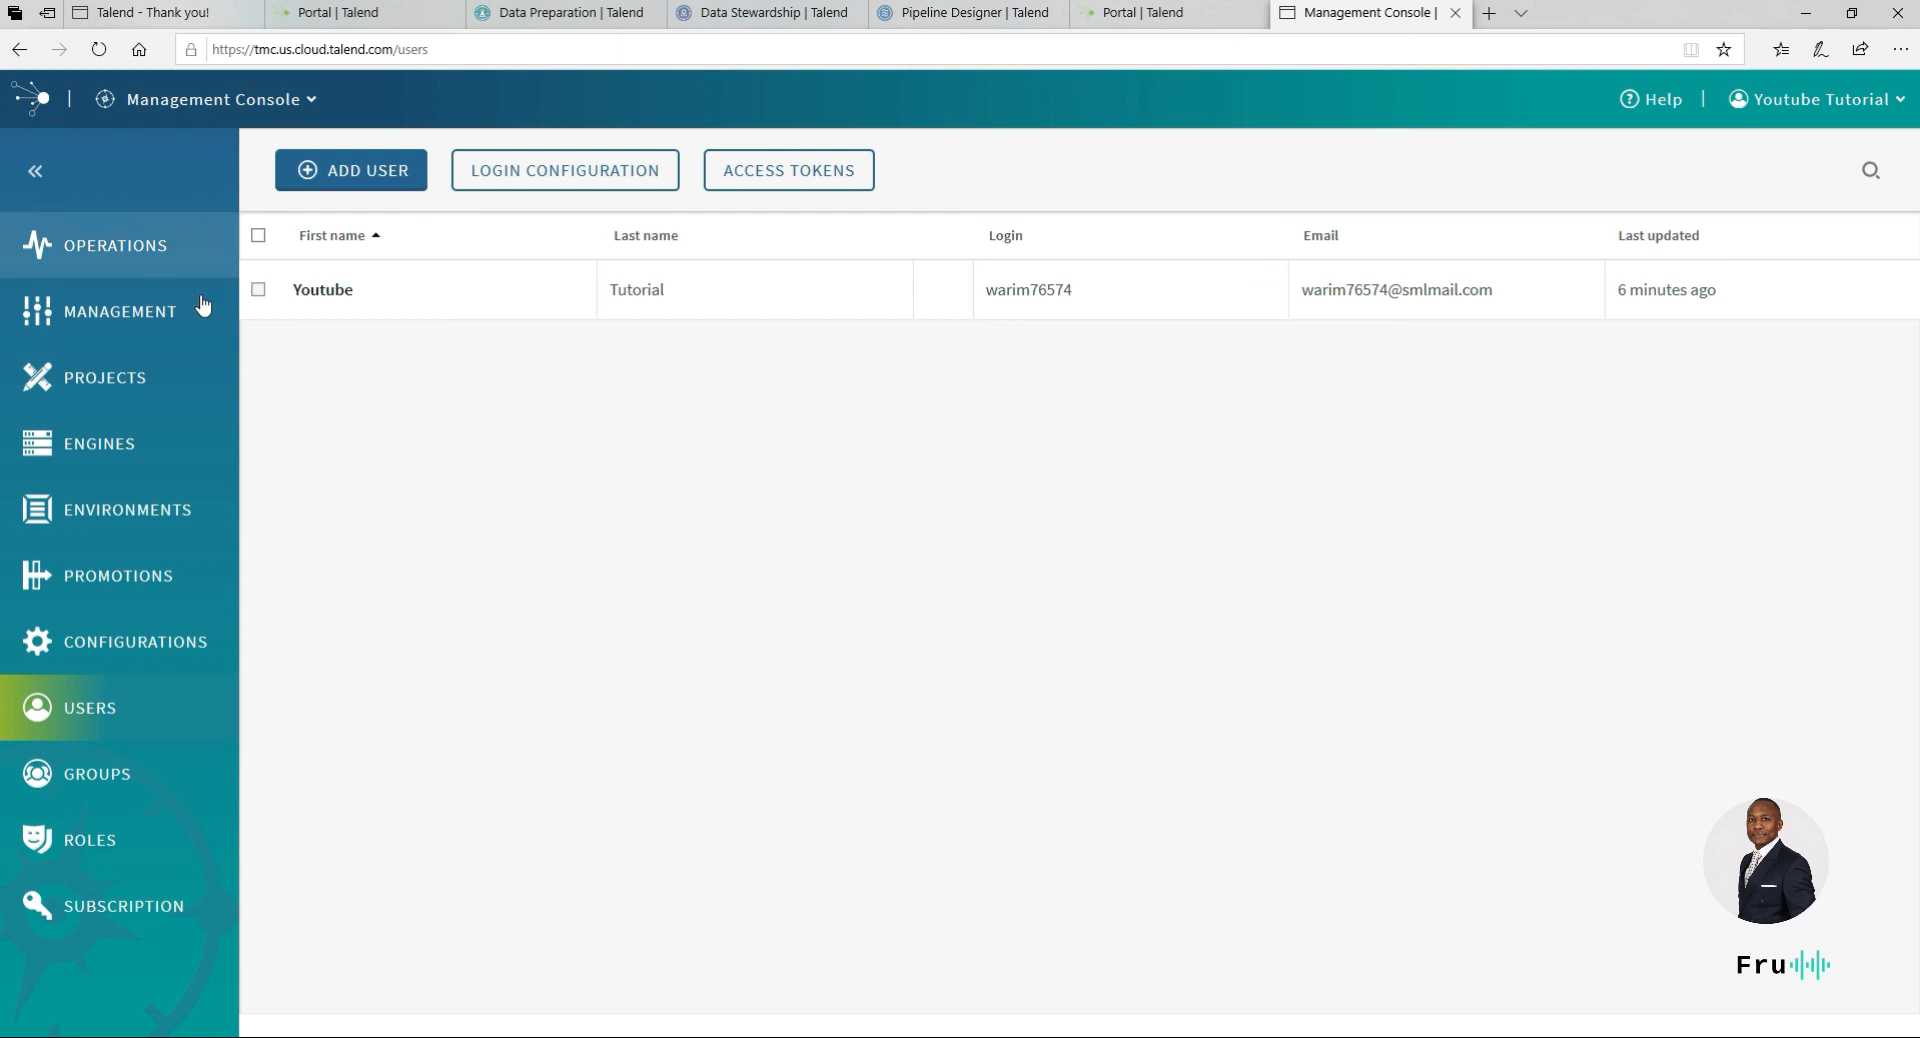 Talend - Thank you!
Portal | Talend
Data Preparation | Talend
Data Stewardship | Talend
Pipeline Designer | Talend
Portal | Talend
Management Console |
https://tmc.us.cloud.talend.com/users
Management Console
Help
Youtube Tutorial
ADD USER
LOGIN CONFIGURATION
ACCESS TOKENS
OPERATIONS
MANAGEMENT
PROJECTS
ENGINES
ENVIRONMENTS
PROMOTIONS
CONFIGURATIONS
USERS
GROUPS
ROLES
SUBSCRIPTION
First name Last name Login Email Last updated
Youtube Tutorial warim76574 warim76574@smlmail.com 6 minutes ago
Fru